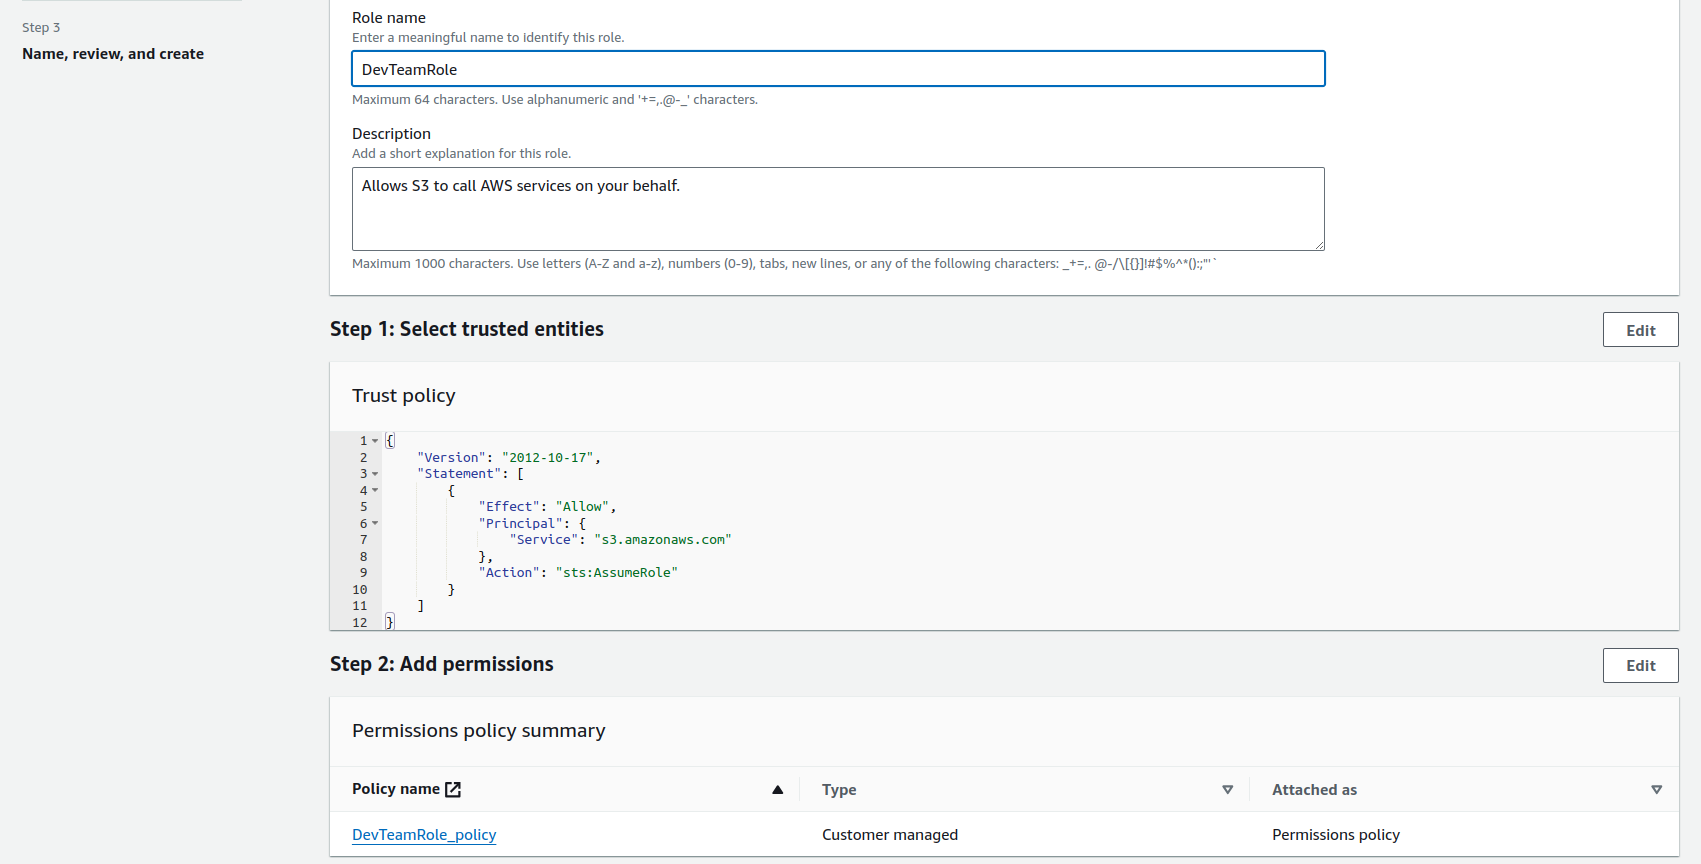 Step 3
Name, review, and create
Role name
Enter a meaningful name to identify this role.
DevTeamRole
Maximum 64 characters. Use alphanumeric and '+=,.@-_' characters.
Description
Add a short explanation for this role.
Allows S3 to call AWS services on your behalf.
Maximum 1000 characters. Use letters (A-Z and a-z), numbers (0-9), tabs, new lines, or any of the following characters: _+=,. @-/\[{}]!#$%^*();:"'`
Step 1: Select trusted entities
Edit
Trust policy
1 {
2     "Version": "2012-10-17",
3     "Statement": [
4         {
5             "Effect": "Allow",
6             "Principal": {
7                 "Service": "s3.amazonaws.com"
8             },
9             "Action": "sts:AssumeRole"
10         }
11     ]
12 }
Step 2: Add permissions
Edit
Permissions policy summary
Policy name
Type
Attached as
DevTeamRole_policy
Customer managed
Permissions policy